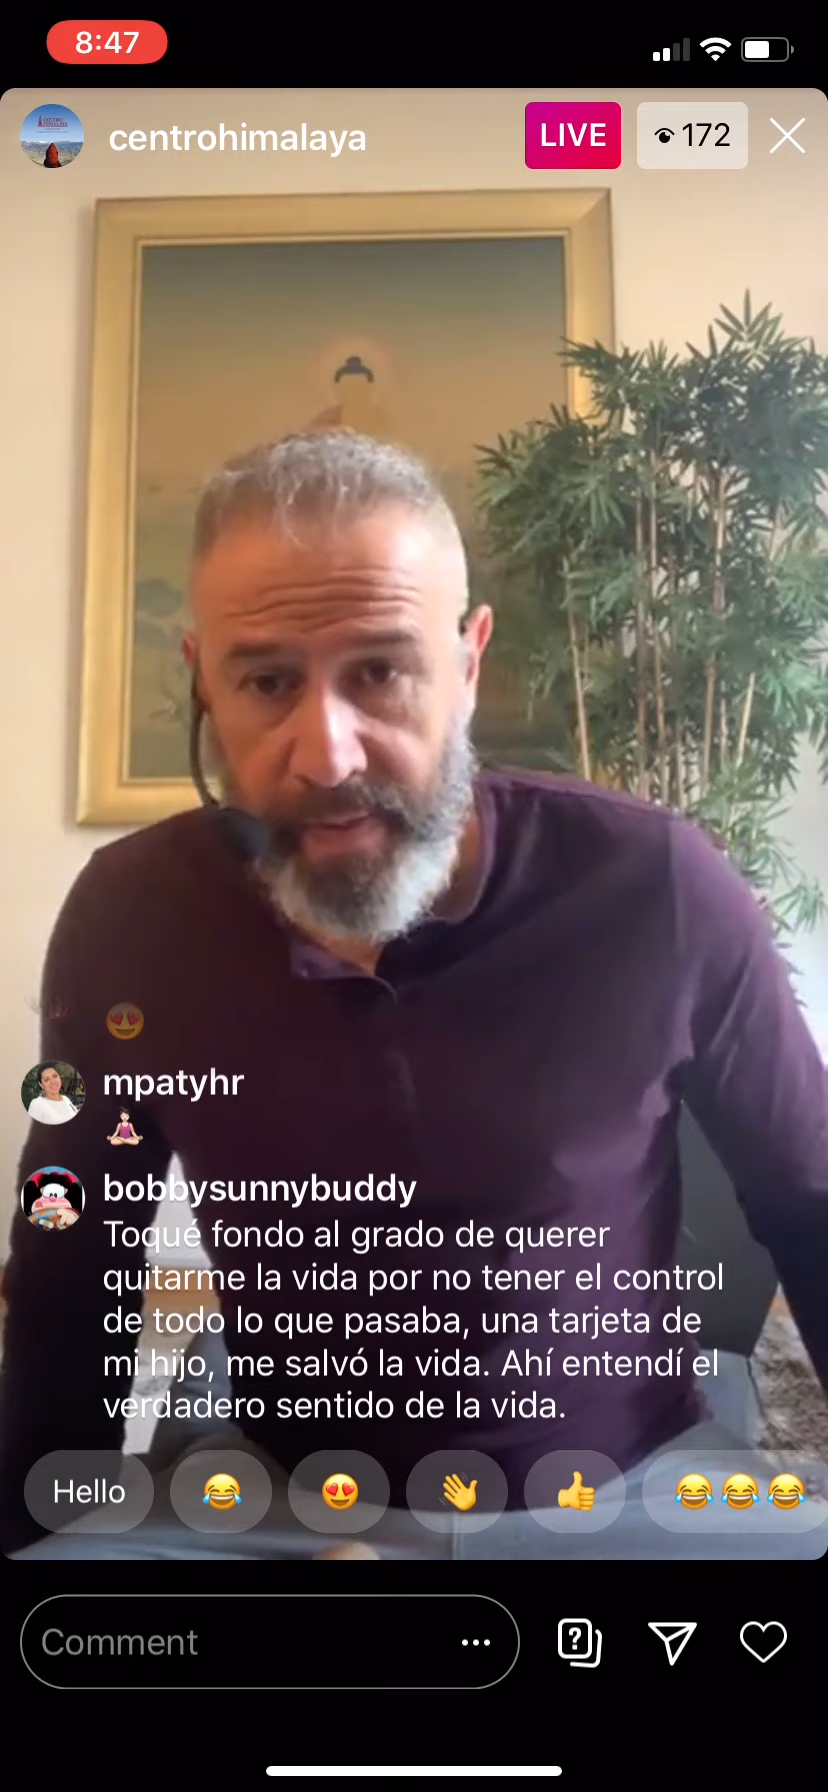 8:47
centrohimalaya
LIVE
172
mpatyhr
bobbysunnybuddy
Toqué fondo al grado de querer
quitarme la vida por no tener el control
de todo lo que pasaba, una tarjeta de
mi hijo, me salvó la vida. Ahí entendí el
verdadero sentido de la vida.
Hello
Comment